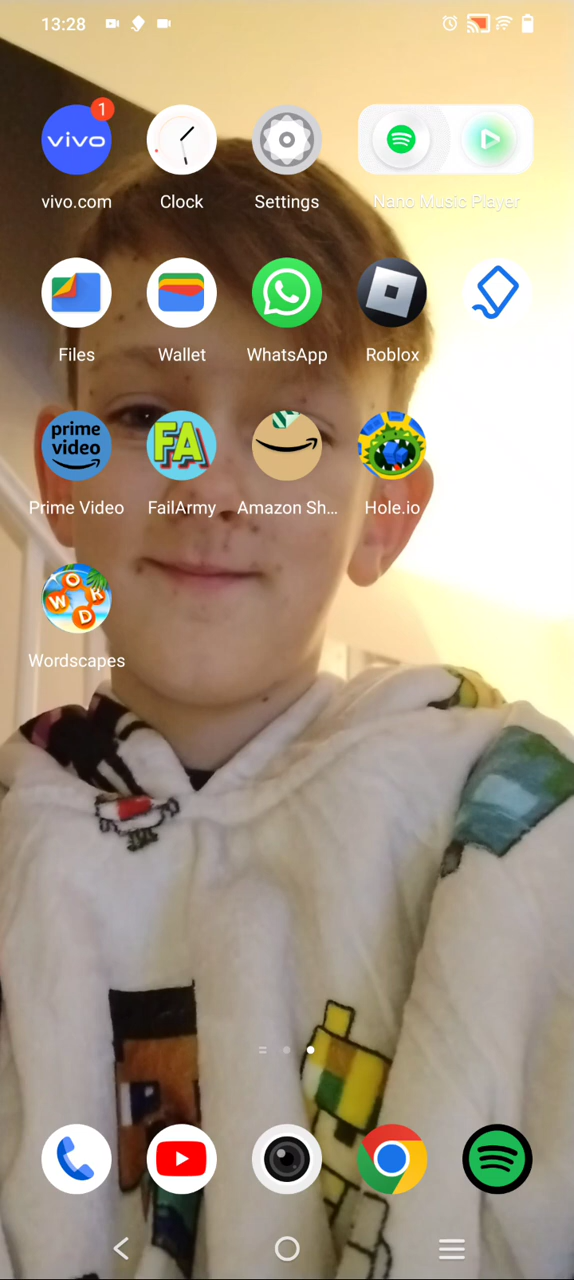 13:28
1
vivo
vivo.com
Clock
Settings
Nano Music Player
Files
Wallet
WhatsApp
Roblox
prime
video
FA
Prime Video
FailArmy
Amazon Sh...
Hole.io
WORD
Wordscapes